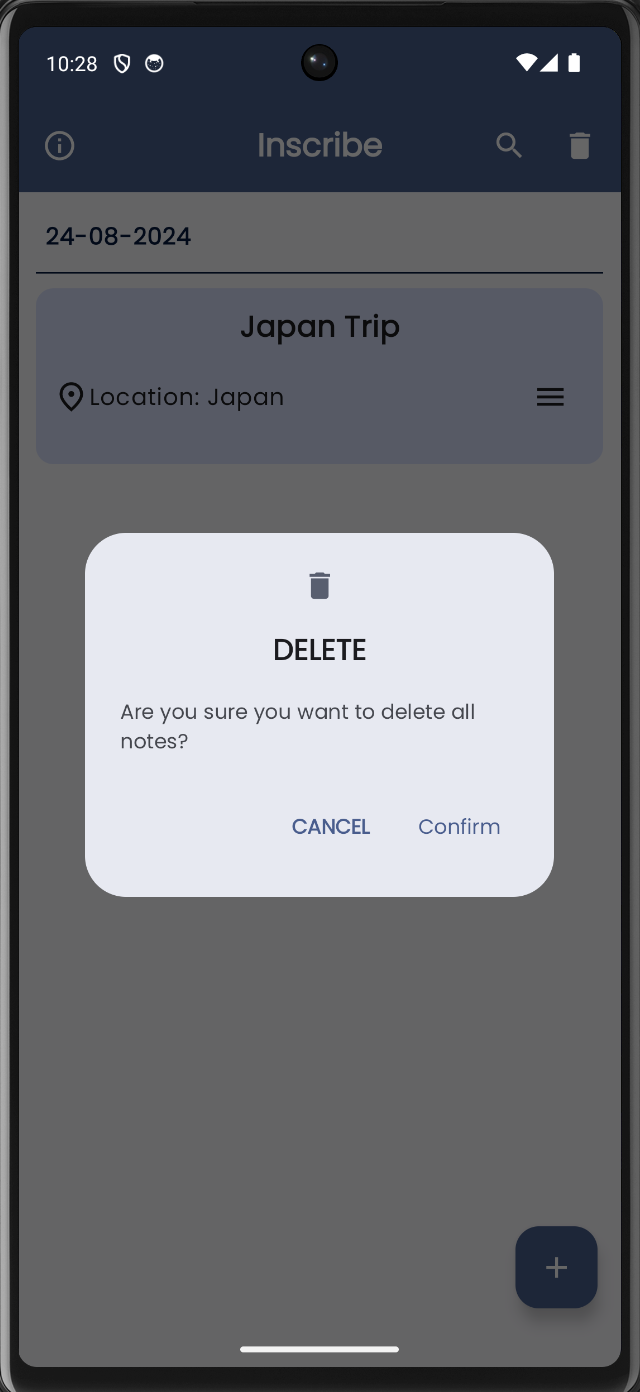 10:28
Inscribe
24-08-2024
Japan Trip
Location: Japan
DELETE
Are you sure you want to delete all
notes?
CANCEL Confirm